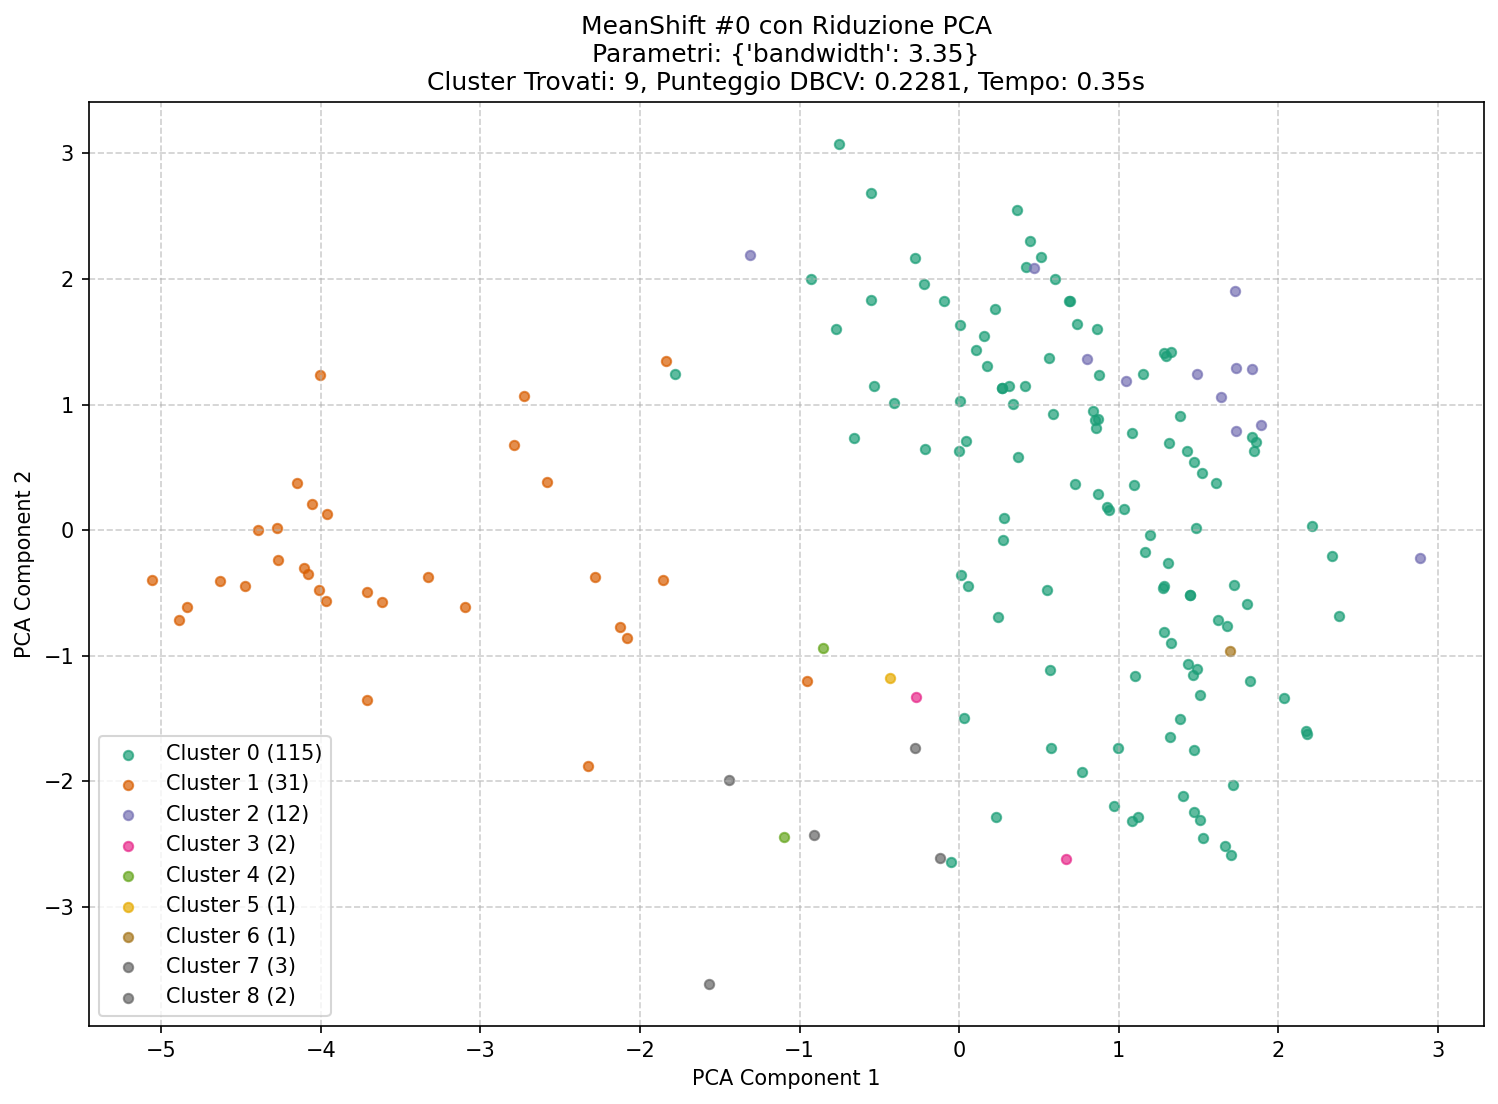 MeanShift #0 con Riduzione PCA
Parametri: {'bandwidth': 3.35}
Cluster Trovati: 9, Punteggio DBCV: 0.2281, Tempo: 0.35s
3
2
1
0
−1
−2
−3
PCA Component 2
Cluster 0 (115)
Cluster 1 (31)
Cluster 2 (12)
Cluster 3 (2)
Cluster 4 (2)
Cluster 5 (1)
Cluster 6 (1)
Cluster 7 (3)
Cluster 8 (2)
−5 −4 −3 −2 −1 0 1 2 3
PCA Component 1